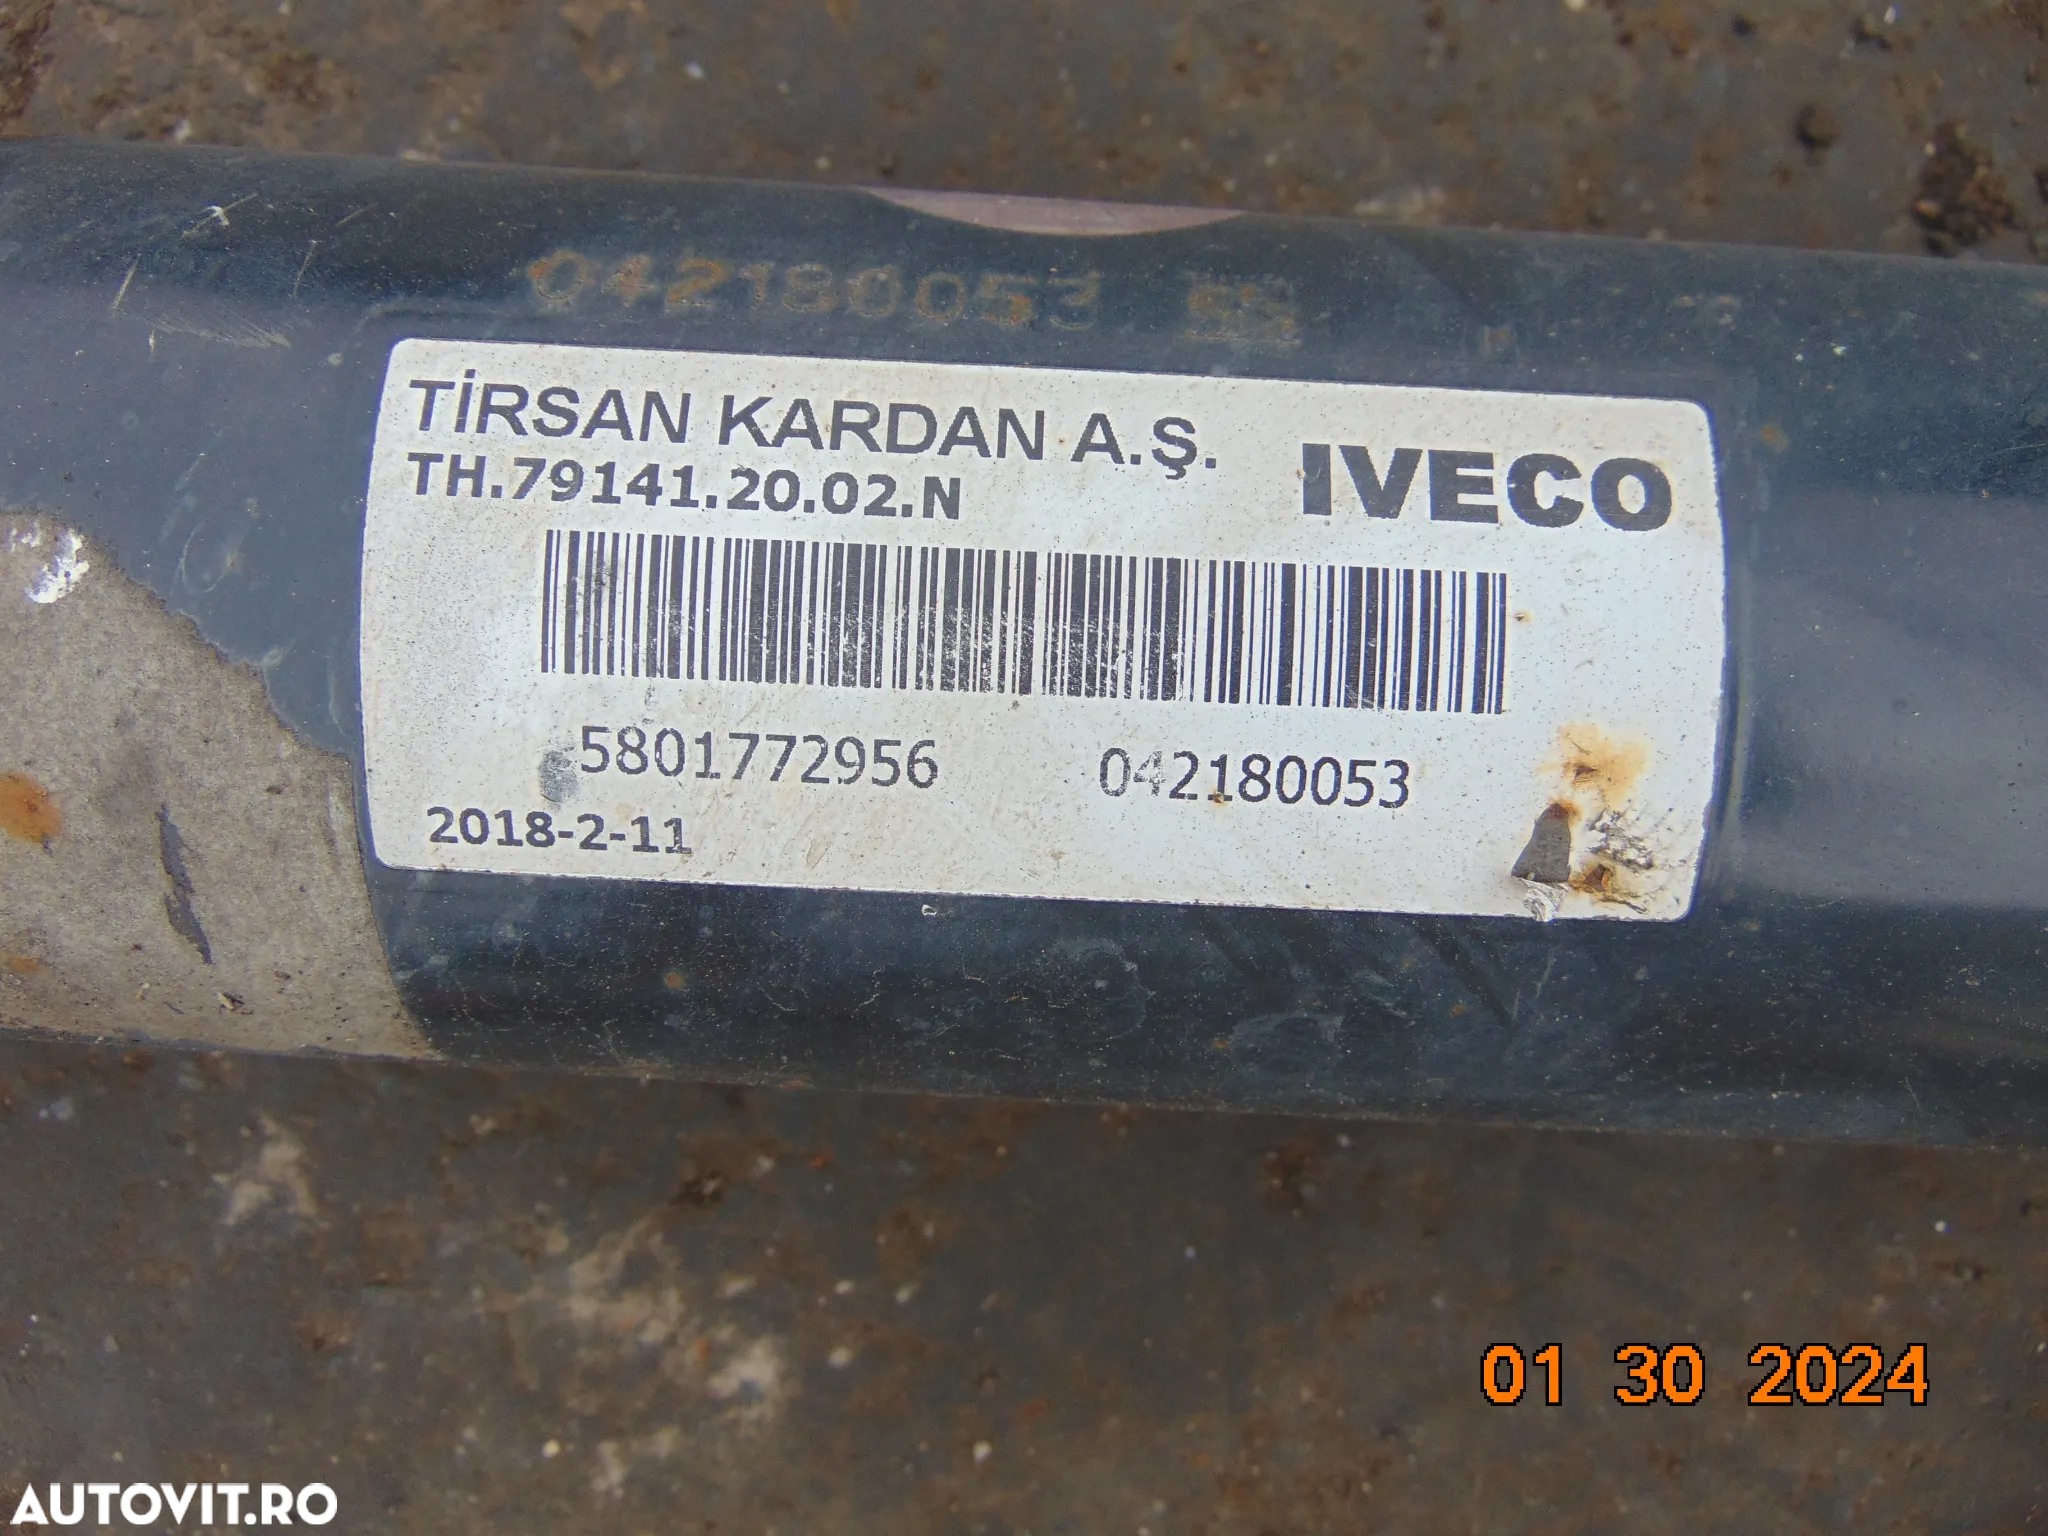 042180053
TİRSAN KARDAN A.Ş.
TH.79141.20.02.N
IVECO
5801772956 042180053
2018-2-11
01 30 2024
AUTOVIT.RO